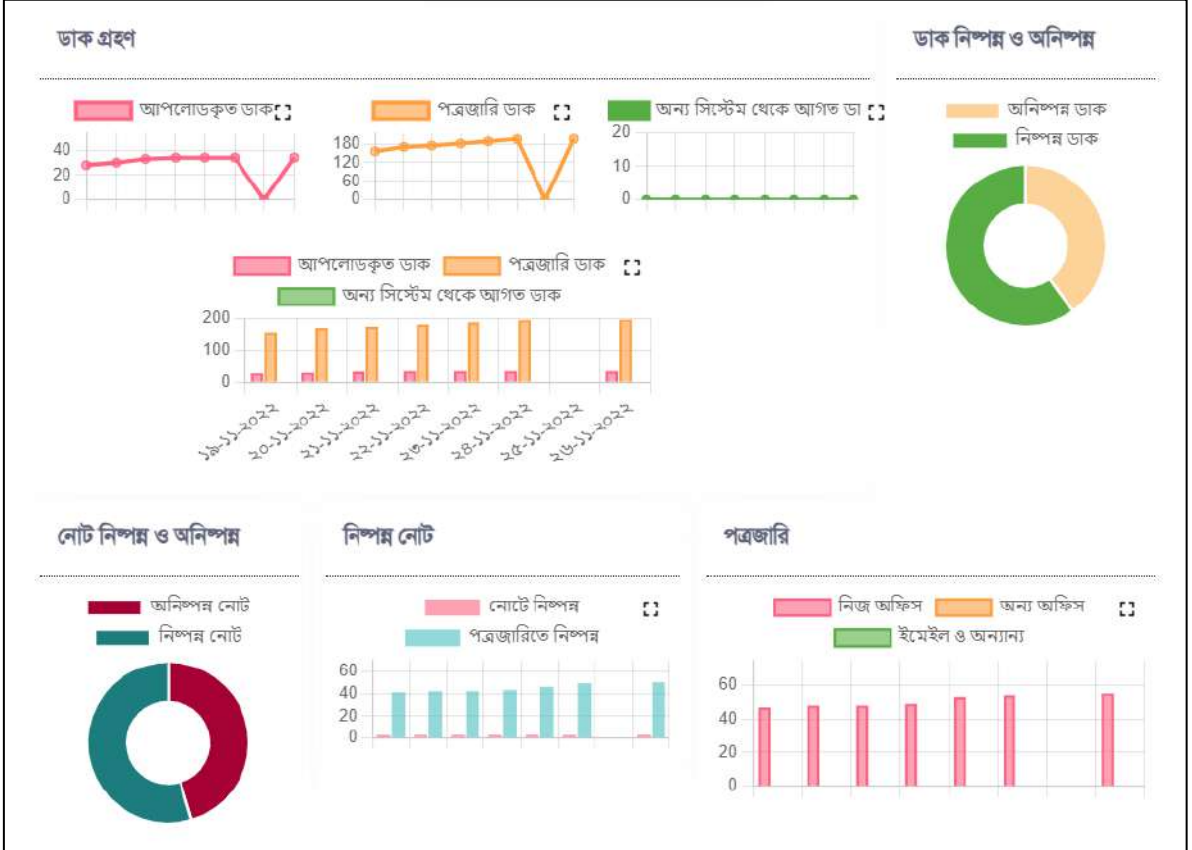 ডাক গ্রহণ
ডাক নিষ্পন্ন ও অনিষ্পন্ন
আপলোডকৃত ডাক
40
20
0
পত্রজারি ডাক
180
120
60
0
অন্য সিস্টেম থেকে আগত ডা
20
10
0
অনিষ্পন্ন ডাক
নিষ্পন্ন ডাক
আপলোডকৃত ডাক পত্রজারি ডাক
অন্য সিস্টেম থেকে আগত ডাক
200
100
0
১৯-১১-২০২২
২০-১১-২০২২
২১-১১-২০২২
২২-১১-২০২২
২৩-১১-২০২২
২৪-১১-২০২২
২৫-১১-২০২২
২৬-১১-২০২২
নোট নিষ্পন্ন ও অনিষ্পন্ন
অনিষ্পন্ন নোট
নিষ্পন্ন নোট
নিষ্পন্ন নোট
নোটে নিষ্পন্ন
পত্রজারিতে নিষ্পন্ন
60
40
20
0
পত্রজারি
নিজ অফিস অন্য অফিস
ইমেইল ও অন্যান্য
60
40
20
0